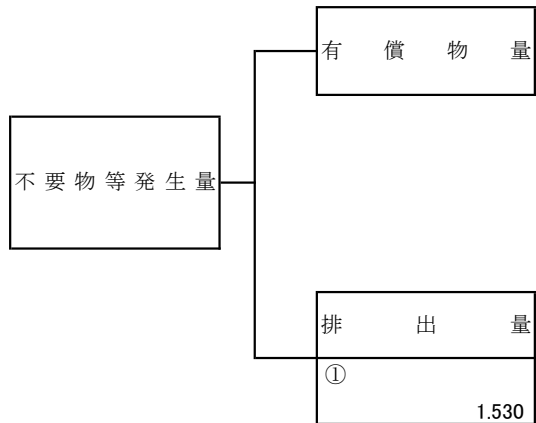 有償物量
不要物等発生量
排出量
①
1.530